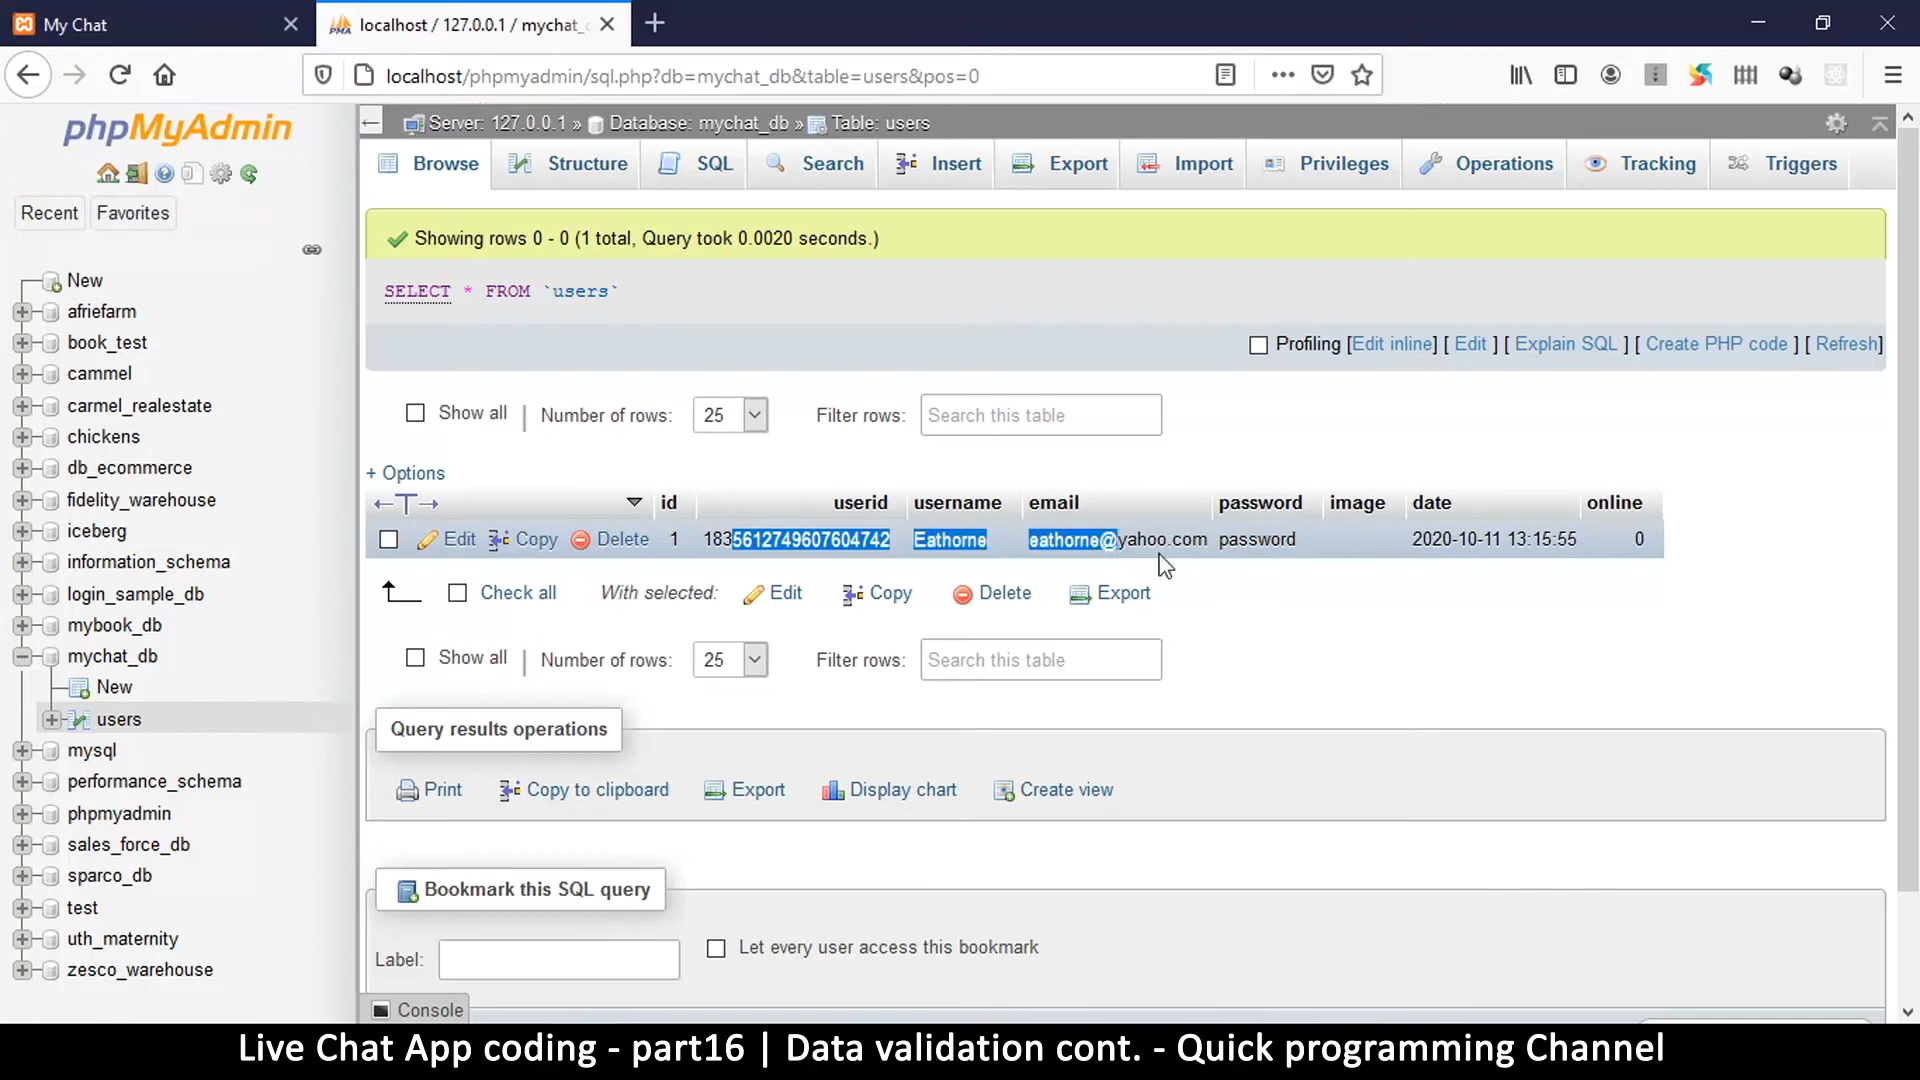 My Chat
localhost / 127.0.0.1 / mychat_
localhost/phpmyadmin/sql.php?db=mychat_db&table=users&pos=0
phpMyAdmin
Recent
Favorites
New
afriefarm
book_test
cammel
carmel_realestate
chickens
db_ecommerce
fidelity_warehouse
iceberg
information_schema
login_sample_db
mybook_db
mychat_db
New
users
mysql
performance_schema
phpmyadmin
sales_force_db
sparco_db
test
uth_maternity
zesco_warehouse
Server: 127.0.0.1 » Database: mychat_db » Table: users
Browse Structure SQL Search Insert Export Import Privileges Operations Tracking Triggers
Showing rows 0 - 0 (1 total, Query took 0.0020 seconds.)
SELECT * FROM `users`
Profiling [Edit inline] [ Edit ] [ Explain SQL ] [ Create PHP code ] [ Refresh]
Show all | Number of rows: 25 Filter rows: Search this table
+ Options
id userid username email password image date online
Edit Copy Delete 1 1835612749607604742 Eathorne eathorne@yahoo.com password 2020-10-11 13:15:55 0
Check all With selected: Edit Copy Delete Export
Show all | Number of rows: 25 Filter rows: Search this table
Query results operations
Print Copy to clipboard Export Display chart Create view
Bookmark this SQL query
Label: Let every user access this bookmark
Console
Live Chat App coding - part16 | Data validation cont. - Quick programming Channel